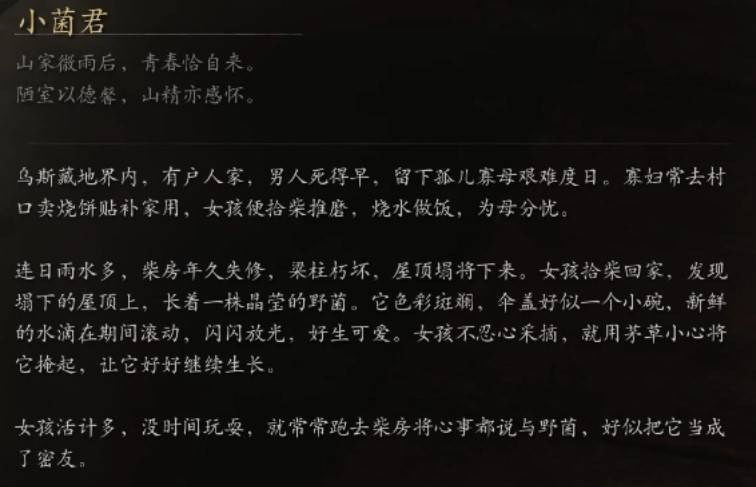 小菌君
山家微雨后，青春恰自来。
陋室以德馨，山精亦感怀。
乌斯藏地界内，有户人家，男人死得早，留下孤儿寡母艰难度日。寡妇常去村
口卖烧饼贴补家用，女孩便拾柴推磨，烧水做饭，为母分忧。
连日雨水多，柴房年久失修，梁柱朽坏，屋顶塌将下来。女孩拾柴回家，发现
塌下的屋顶上，长着一株晶莹的野菌。它色彩斑斓，伞盖好似一个小碗，新鲜
的水滴在期间滚动，闪闪放光，好生可爱。女孩不忍心采摘，就用茅草小心将
它掩起，让它好好继续生长。
女孩活计多，没时间玩耍，就常常跑去柴房将心事都说与野菌，好似把它当成
了密友。